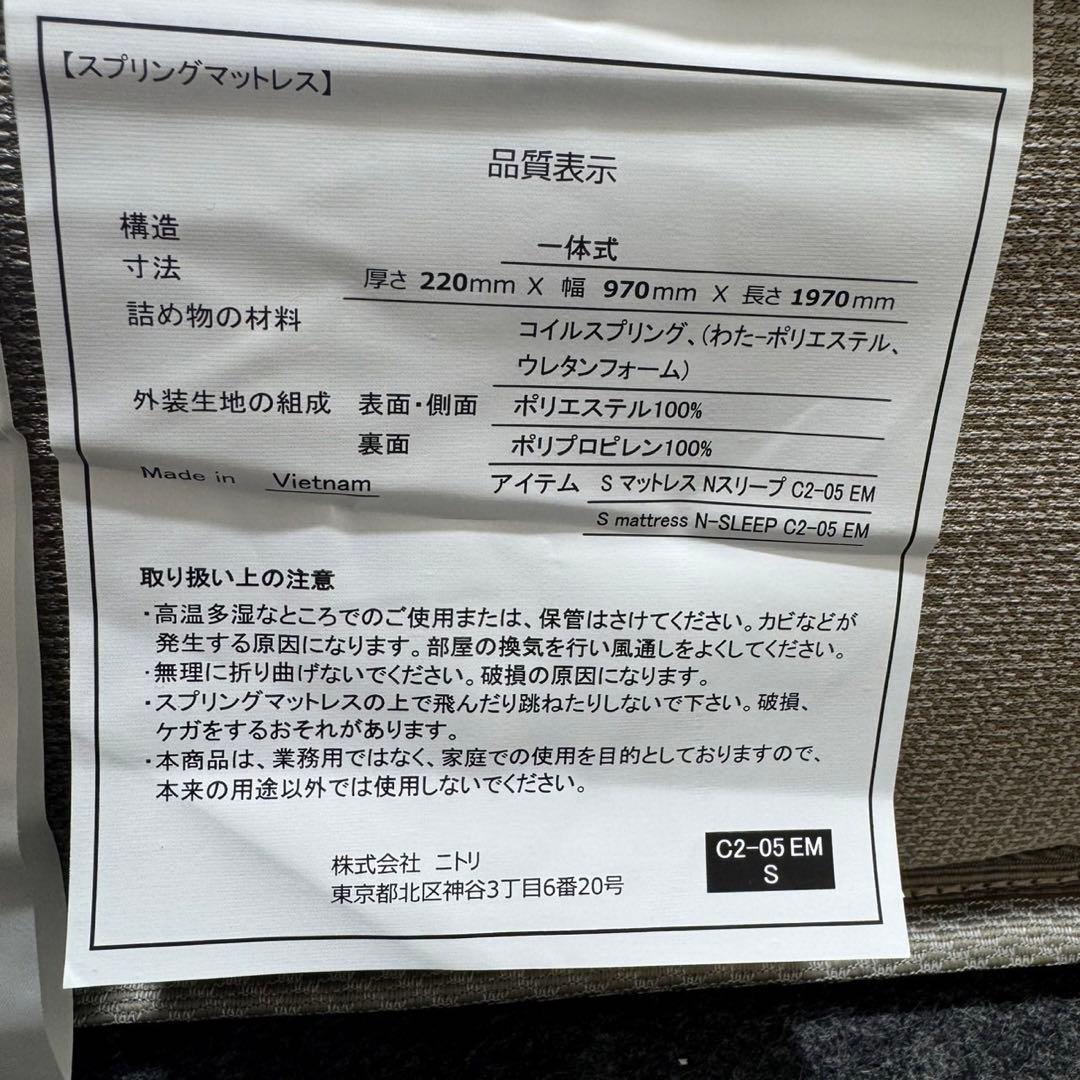 【スプリングマットレス】
品質表示
構造 一体式
寸法 厚さ 220mm X 幅 970mm X 長さ 1970mm
詰め物の材料 コイルスプリング、(わた-ポリエステル、
ウレタンフォーム)
外装生地の組成 表面・側面 ポリエステル100%
裏面 ポリプロピレン100%
Made in Vietnam アイテム S マットレス Nスリープ C2-05 EM
S mattress N-SLEEP C2-05 EM
取り扱い上の注意
・高温多湿なところでのご使用または、保管はさけてください。カビなどが
発生する原因になります。部屋の換気を行い風通しをよくしてください。
・無理に折り曲げないでください。破損の原因になります。
・スプリングマットレスの上で飛んだり跳ねたりしないで下さい。破損、
ケガをするおそれがあります。
・本商品は、業務用ではなく、家庭での使用を目的としておりますので、
本来の用途以外では使用しないでください。
株式会社 ニトリ
東京都北区神谷3丁目6番20号
C2-05 EM
S